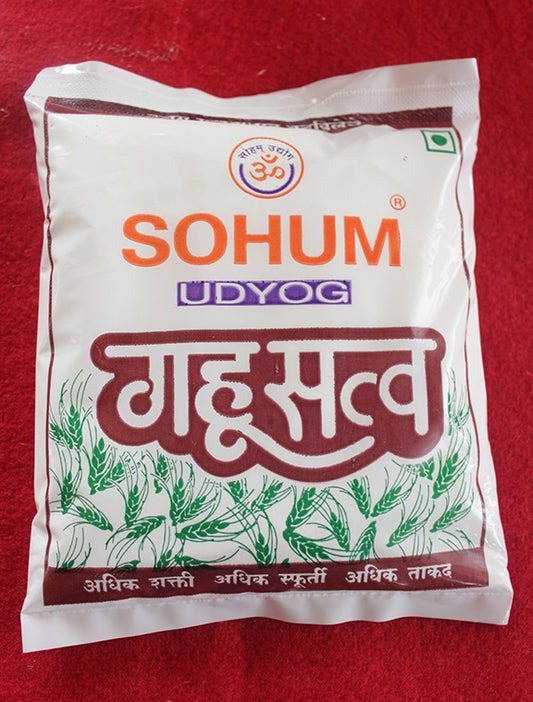 सोहम् उद्योग
ॐ
SOHUM®
UDYOG
गहूसत्व
अधिक शक्ती अधिक स्फूर्ती अधिक ताकद